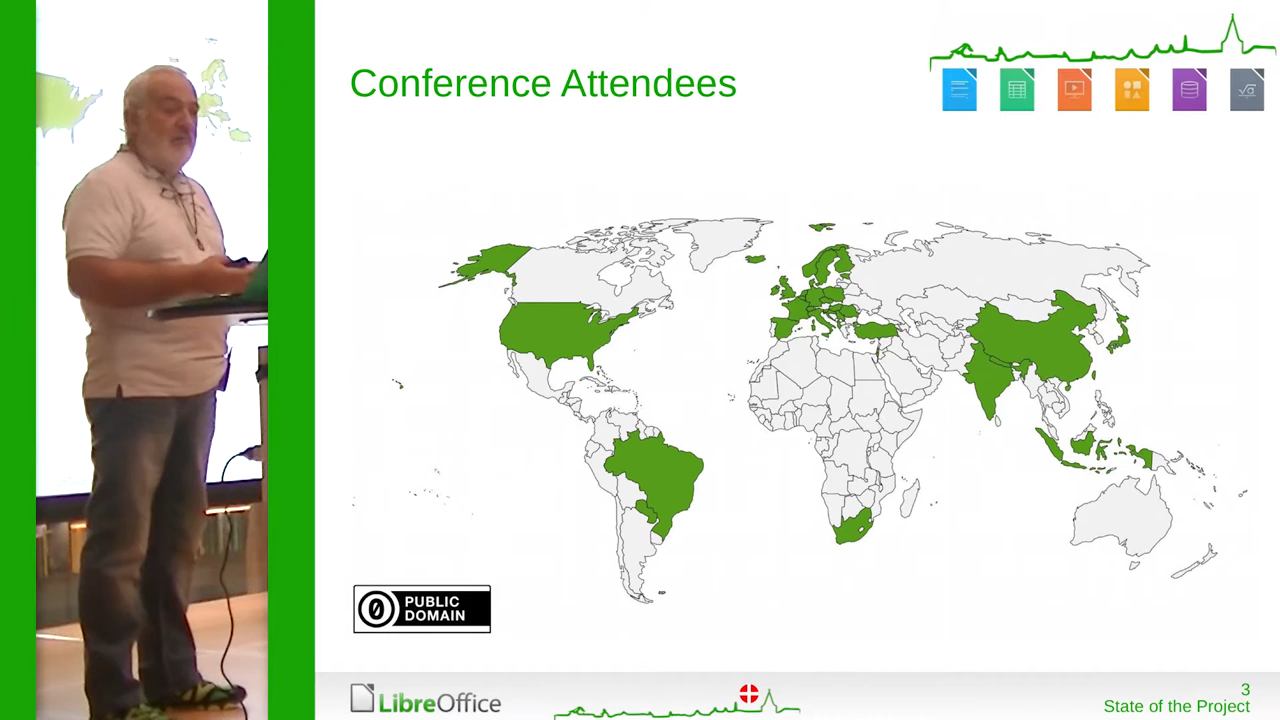 Conference Attendees
PUBLIC
DOMAIN
LibreOffice
3
State of the Project